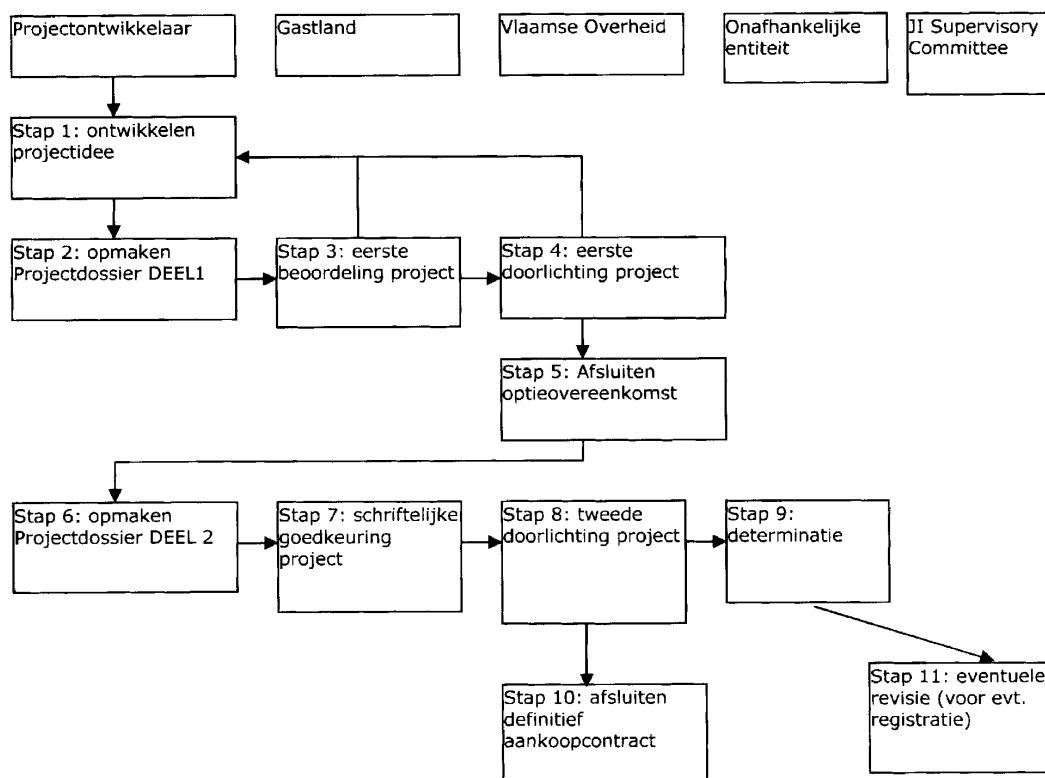 Projectontwikkelaar
Gastland
Vlaamse Overheid
Onafhankelijke
entiteit
JI Supervisory
Committee
Stap 1: ontwikkelen
projectidee
Stap 2: opmaken
Projectdossier DEEL1
Stap 3: eerste
beoordeling project
Stap 4: eerste
doorlichting project
Stap 5: Afsluiten
optieovereenkomst
Stap 6: opmaken
Projectdossier DEEL 2
Stap 7: schriftelijke
goedkeuring
project
Stap 8: tweede
doorlichting project
Stap 9:
determinatie
Stap 10: afsluiten
definitief
aankoopcontract
Stap 11: eventuele
revisie (voor evt.
registratie)